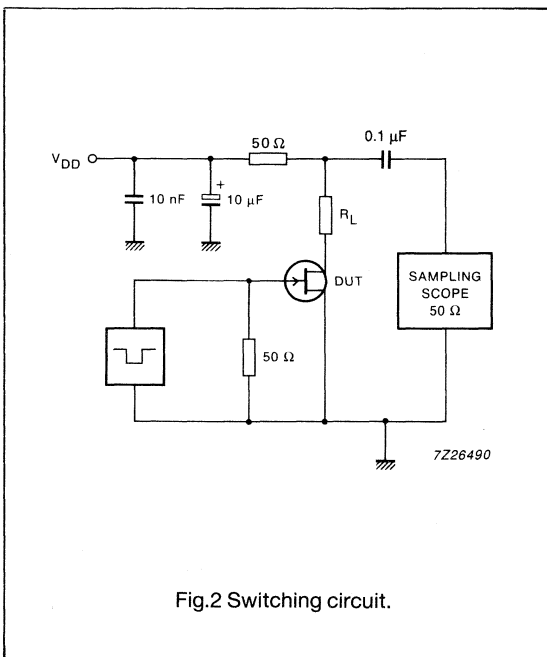 50 Ω
0.1 μF
V_DD
10 nF
+
10 μF
R_L
DUT
SAMPLING
SCOPE
50 Ω
50 Ω
7Z26490
Fig.2 Switching circuit.